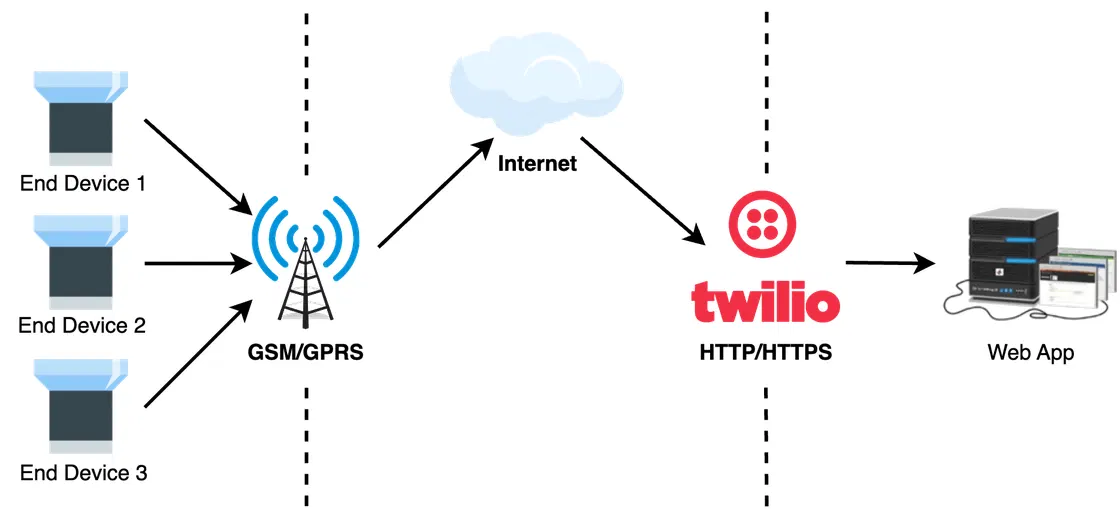 End Device 1
End Device 2
End Device 3
GSM/GPRS
Internet
twilio
HTTP/HTTPS
Web App